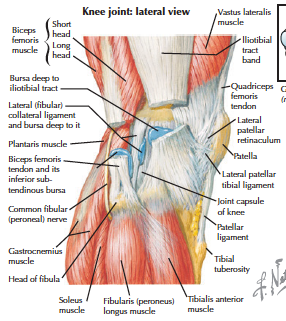 Knee joint: lateral view
Biceps
femoris
muscle
Short
head
Long
head
Bursa deep to
iliotibial tract
Lateral (fibular)
collateral ligament
and bursa deep to it
Plantaris muscle
Biceps femoris
tendon and its
inferior sub-
tendinous bursa
Common fibular
(peroneal) nerve
Gastrocnemius
muscle
Head of fibula
Soleus
muscle
Fibularis (peroneus)
longus muscle
Tibialis anterior
muscle
Vastus lateralis
muscle
Iliotibial
tract
band
Quadriceps
femoris
tendon
Lateral
patellar
retinaculum
Patella
Lateral patellar
tibial ligament
Joint capsule
of knee
Patellar
ligament
Tibial
tuberosity